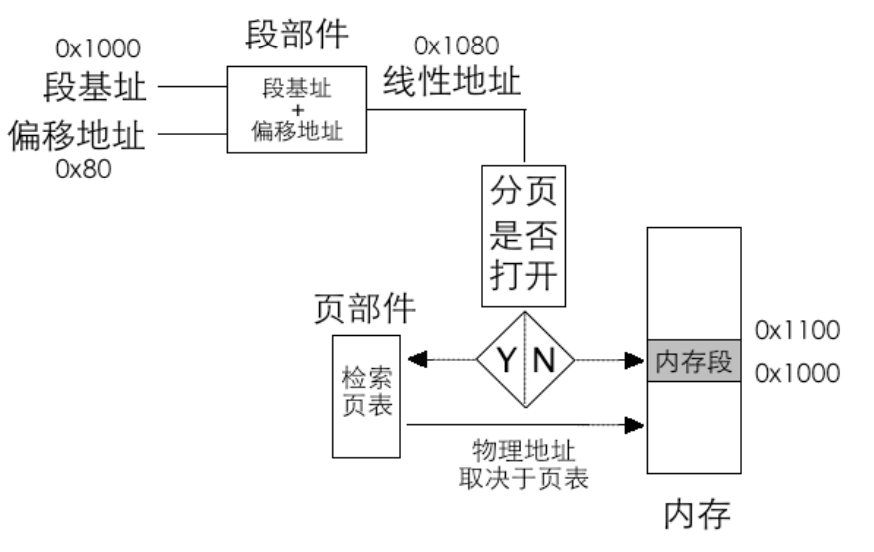 段部件
0x1000
段基址
偏移地址
0x80
段基址
+
偏移地址
0x1080
线性地址
分页
是否
打开
页部件
检索
页表
Y
N
物理地址
取决于页表
0x1100
内存段
0x1000
内存